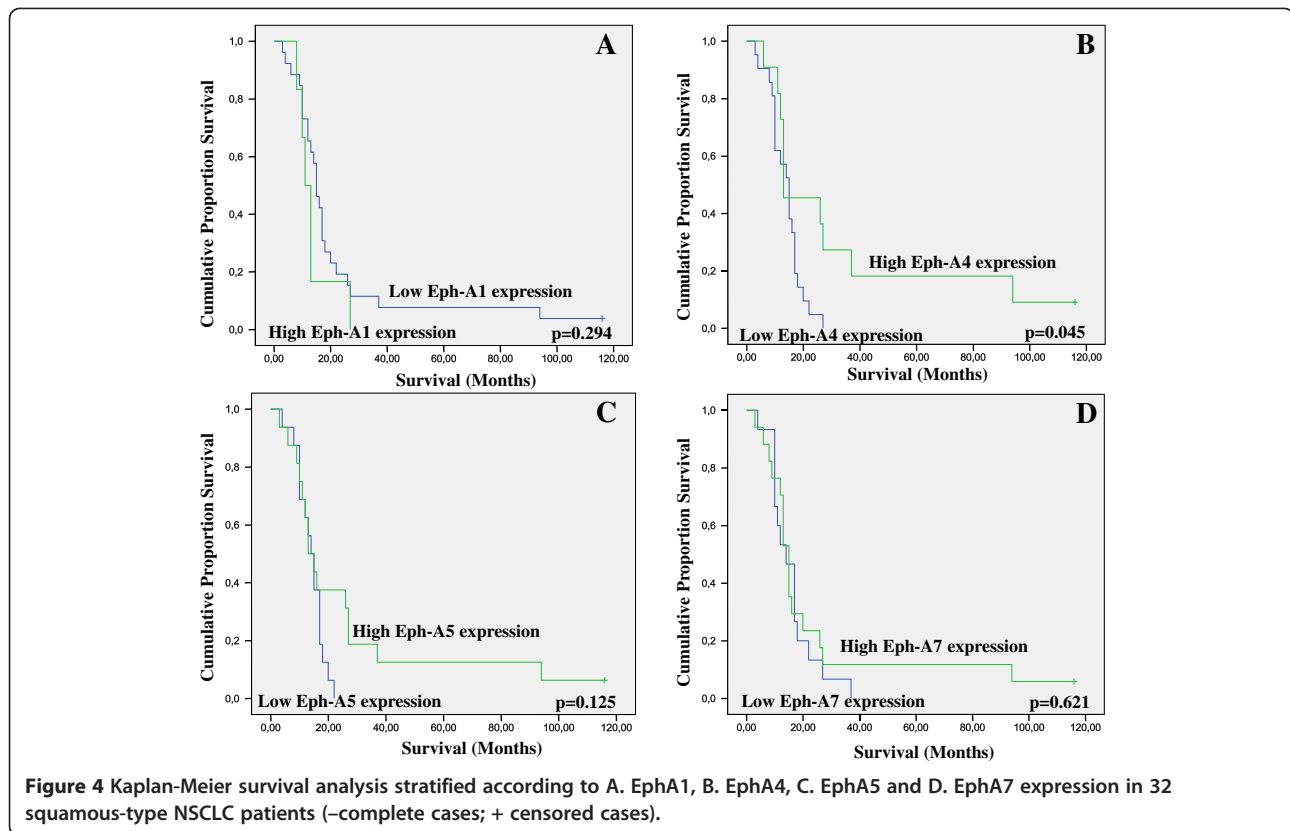 A
Cumulative Proportion Survival
1,0
0,8
0,6
0,4
0,2
0,0
Low Eph-A1 expression
High Eph-A1 expression
p=0.294
0,00 20,00 40,00 60,00 80,00 100,00 120,00
Survival (Months)
B
Cumulative Proportion Survival
1,0
0,8
0,6
0,4
0,2
0,0
High Eph-A4 expression
Low Eph-A4 expression
p=0.045
0,00 20,00 40,00 60,00 80,00 100,00 120,00
Survival (Months)
C
Cumulative Proportion Survival
1,0
0,8
0,6
0,4
0,2
0,0
High Eph-A5 expression
Low Eph-A5 expression
p=0.125
0,00 20,00 40,00 60,00 80,00 100,00 120,00
Survival (Months)
D
Cumulative Proportion Survival
1,0
0,8
0,6
0,4
0,2
0,0
High Eph-A7 expression
Low Eph-A7 expression
p=0.621
0,00 20,00 40,00 60,00 80,00 100,00 120,00
Survival (Months)
Figure 4 Kaplan-Meier survival analysis stratified according to A. EphA1, B. EphA4, C. EphA5 and D. EphA7 expression in 32
squamous-type NSCLC patients (–complete cases; + censored cases).